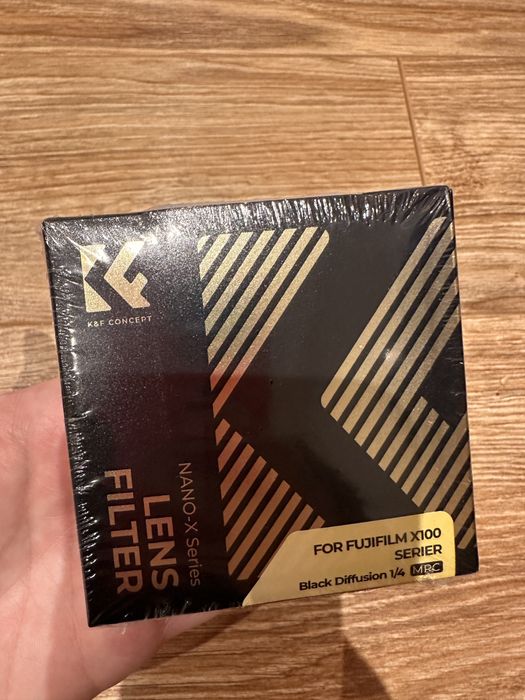 K&F CONCEPT
NANO-X Series
LENS
FILTER
FOR FUJIFILM X100
SERIER
Black Diffusion 1/4 MRC